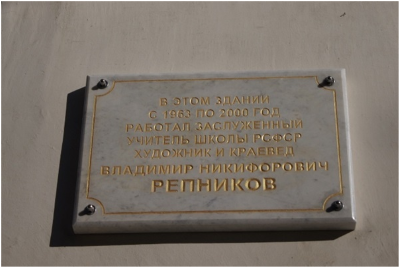 В ЭТОМ ЗДАНИИ
С 1963 ПО 2000 ГОД
РАБОТАЛ ЗАСЛУЖЕННЫЙ
УЧИТЕЛЬ ШКОЛЫ РСФСР
ХУДОЖНИК И КРАЕВЕД
ВЛАДИМИР НИКИФОРОВИЧ
РЕПНИКОВ